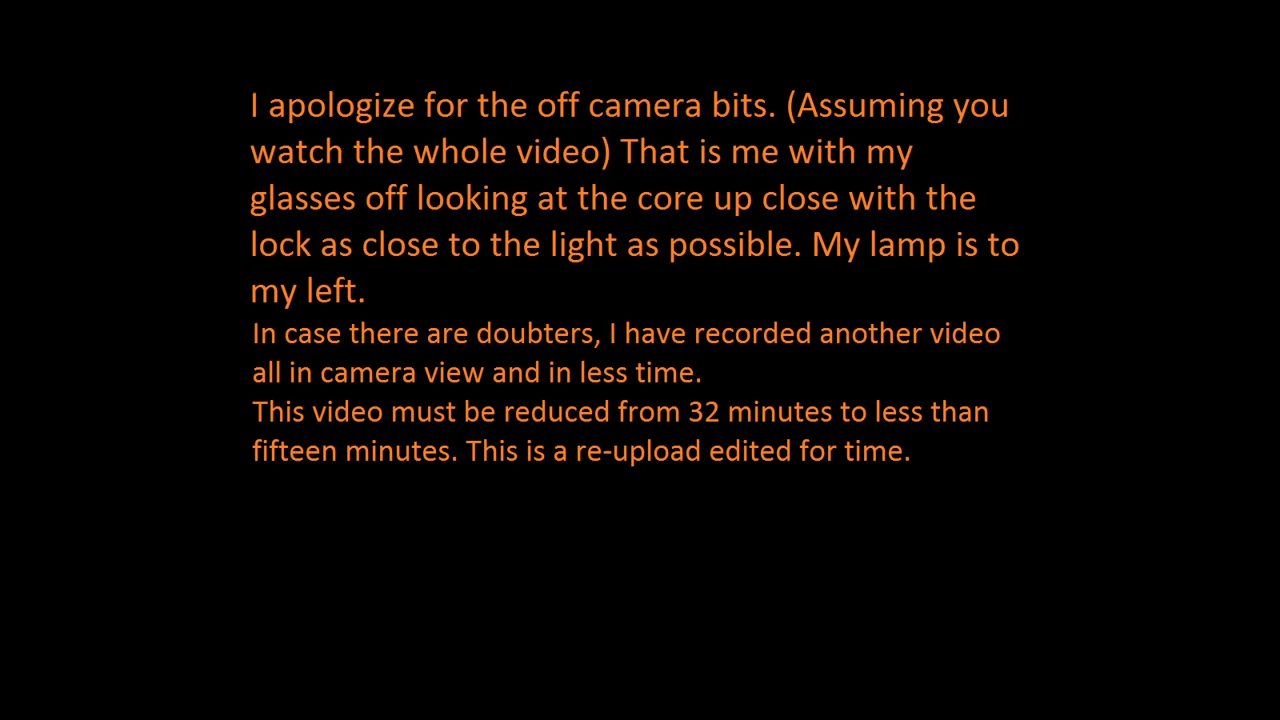 I apologize for the off camera bits. (Assuming you
watch the whole video) That is me with my
glasses off looking at the core up close with the
lock as close to the light as possible. My lamp is to
my left.
In case there are doubters, I have recorded another video
all in camera view and in less time.
This video must be reduced from 32 minutes to less than
fifteen minutes. This is a re-upload edited for time.